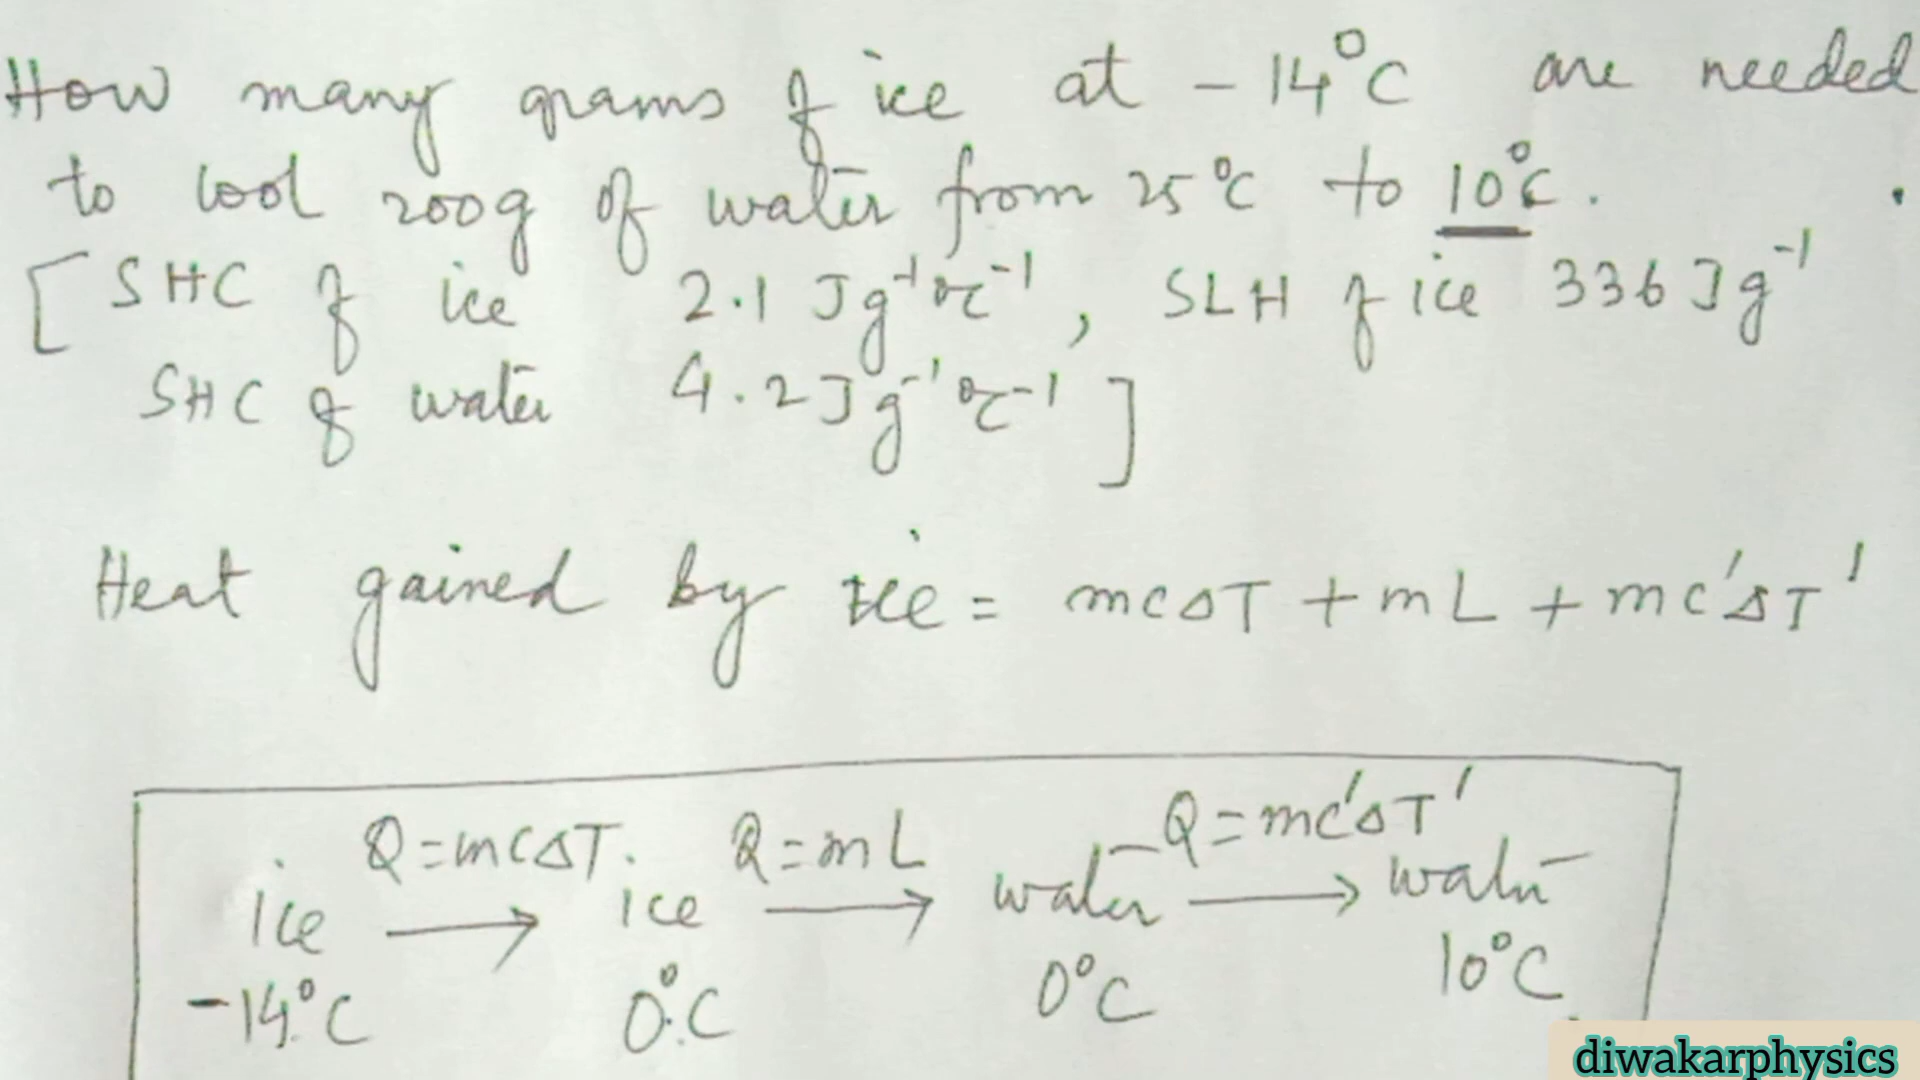 How many grams of ice at - 14°C are needed
to cool 200g of water from 25°C to 10°C.
[SHC of ice 2.1 Jg⁻¹°C⁻¹, SLH of ice 336 Jg⁻¹
SHC of water 4.2 Jg⁻¹°C⁻¹]
Heat gained by ice = mcΔT + mL + mc'ΔT'
Q=mcΔT. Q=mL Q=mc'ΔT'
ice → ice → water → water
-14°C 0°C 0°C 10°C
diwakarphysics